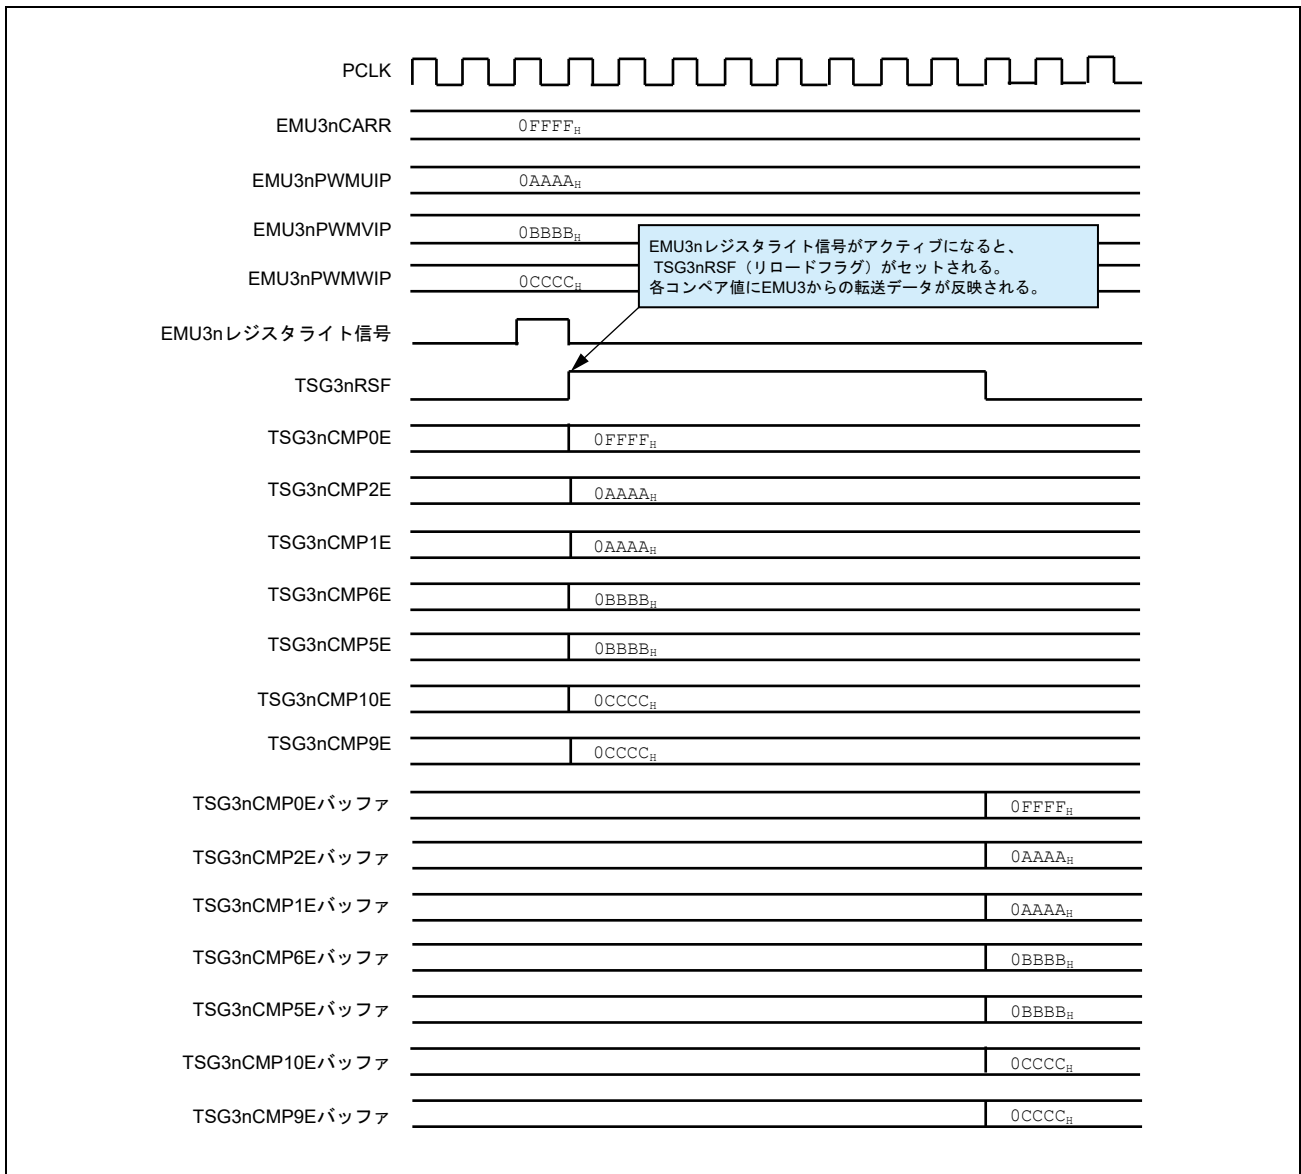 PCLK
EMU3nCARR
0FFFFH
EMU3nPWMUIP
0AAAAH
EMU3nPWMVIP
0BBBBH
EMU3nPWMWIP
0CCCCH
EMU3nレジスタライト信号がアクティブになると、
TSG3nRSF（リロードフラグ）がセットされる。
各コンペア値にEMU3からの転送データが反映される。
EMU3nレジスタライト信号
TSG3nRSF
TSG3nCMP0E
0FFFFH
TSG3nCMP2E
0AAAAH
TSG3nCMP1E
0AAAAH
TSG3nCMP6E
0BBBBH
TSG3nCMP5E
0BBBBH
TSG3nCMP10E
0CCCCH
TSG3nCMP9E
0CCCCH
TSG3nCMP0Eバッファ
0FFFFH
TSG3nCMP2Eバッファ
0AAAAH
TSG3nCMP1Eバッファ
0AAAAH
TSG3nCMP6Eバッファ
0BBBBH
TSG3nCMP5Eバッファ
0BBBBH
TSG3nCMP10Eバッファ
0CCCCH
TSG3nCMP9Eバッファ
0CCCCH